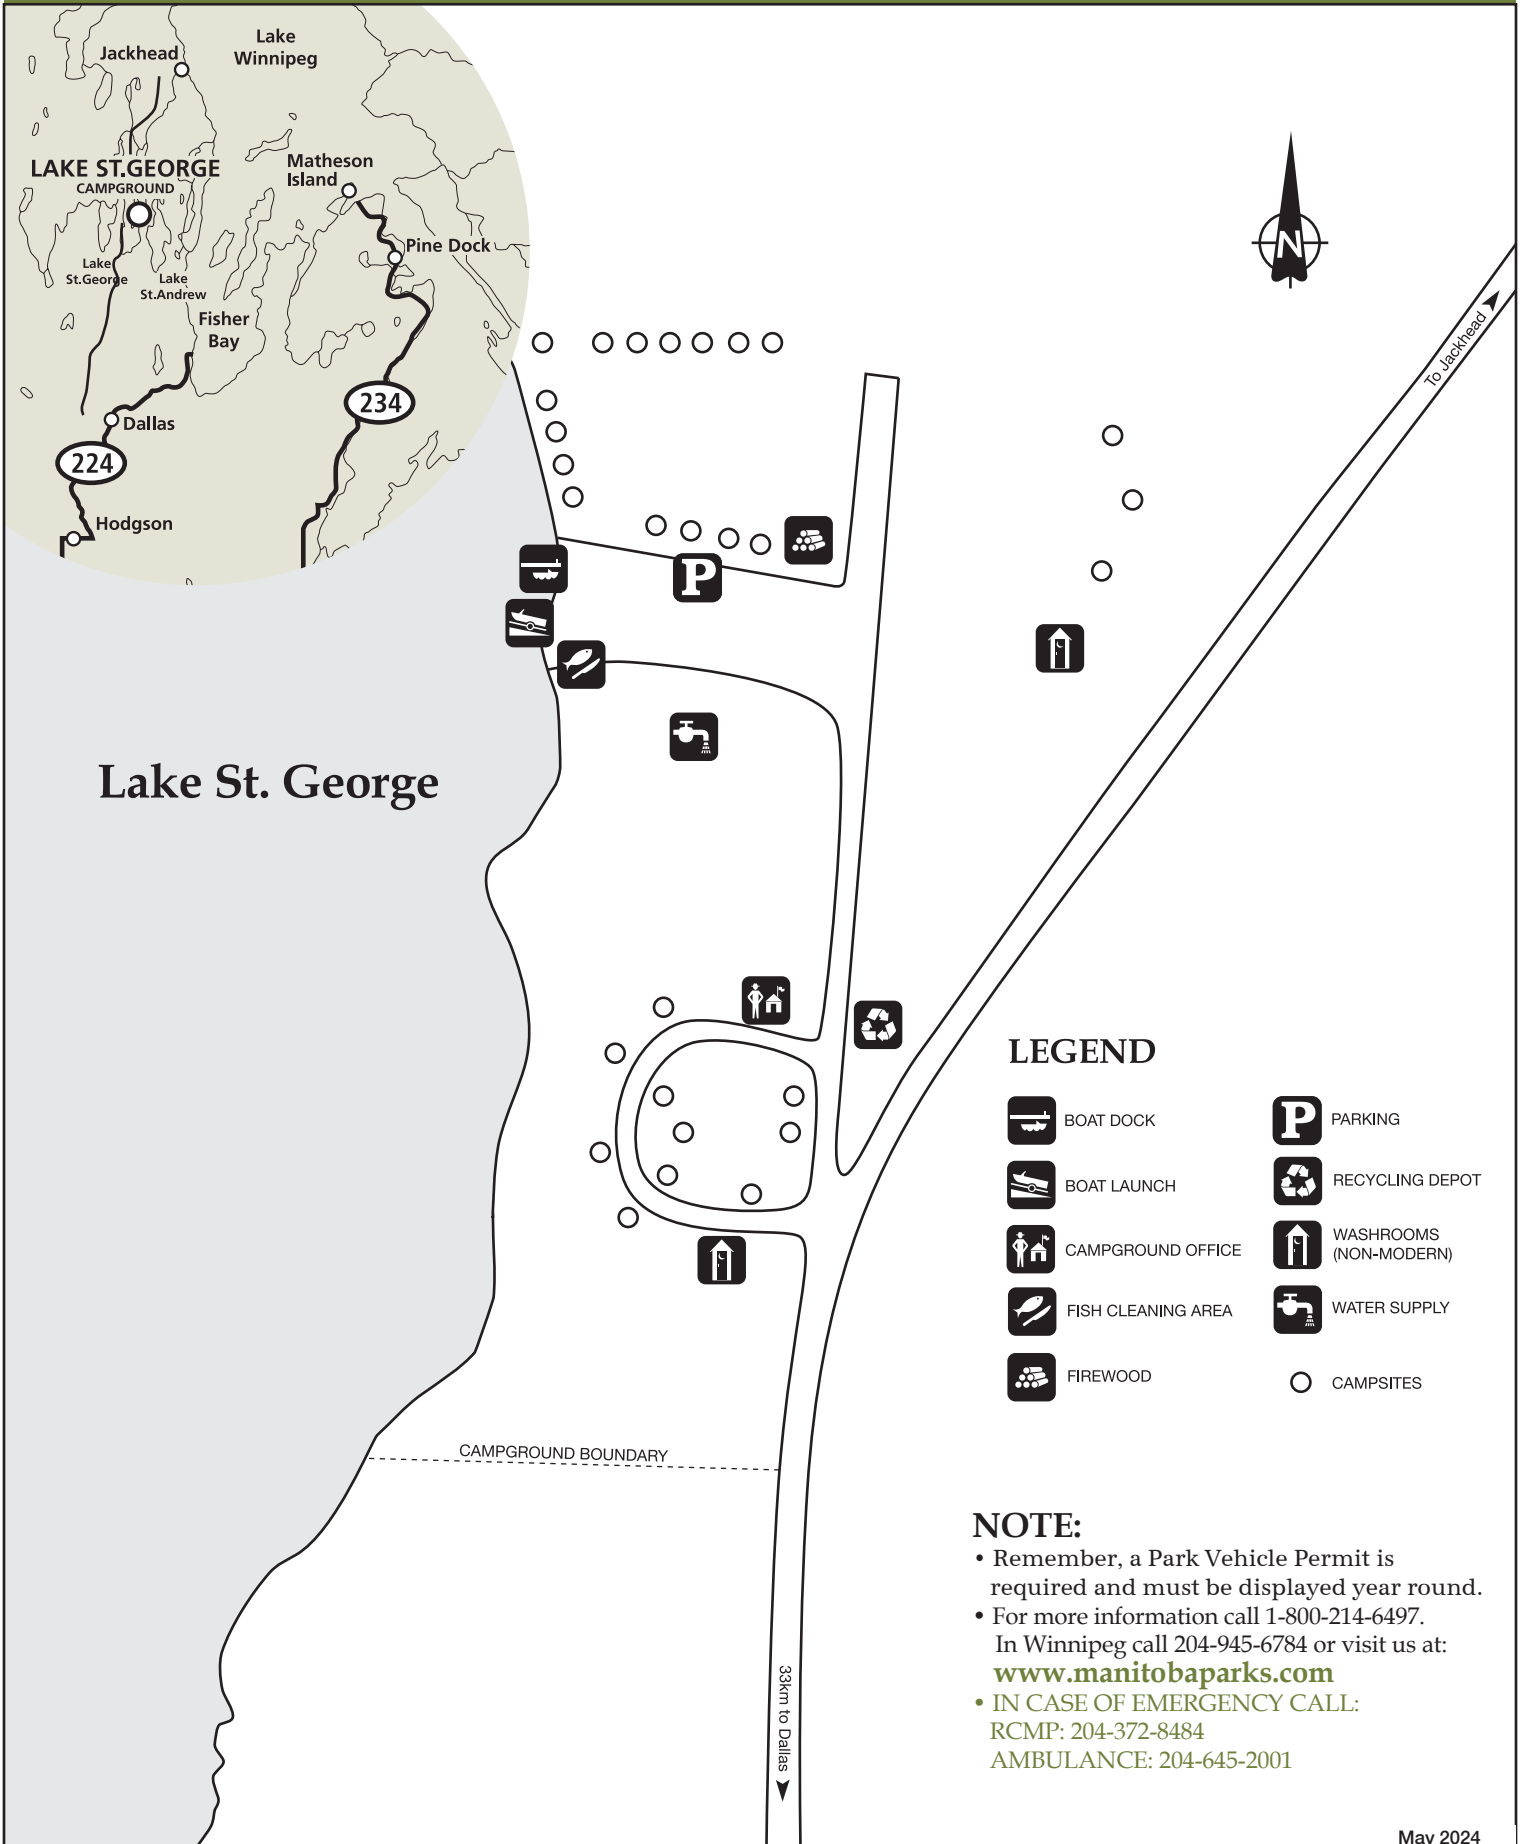 Jackhead
Lake
Winnipeg
LAKE ST.GEORGE
CAMPGROUND
Matheson
Island
Pine Dock
Lake
St.George
Lake
St.Andrew
Fisher
Bay
234
Dallas
224
Hodgson
N
To Jackhead
P
Lake St. George
LEGEND
BOAT DOCK
BOAT LAUNCH
CAMPGROUND OFFICE
FISH CLEANING AREA
FIREWOOD
P PARKING
RECYCLING DEPOT
WASHROOMS
(NON-MODERN)
WATER SUPPLY
CAMPSITES
CAMPGROUND BOUNDARY
33km to Dallas
NOTE:
• Remember, a Park Vehicle Permit is
required and must be displayed year round.
• For more information call 1-800-214-6497.
In Winnipeg call 204-945-6784 or visit us at:
www.manitobaparks.com
• IN CASE OF EMERGENCY CALL:
RCMP: 204-372-8484
AMBULANCE: 204-645-2001
May 2024